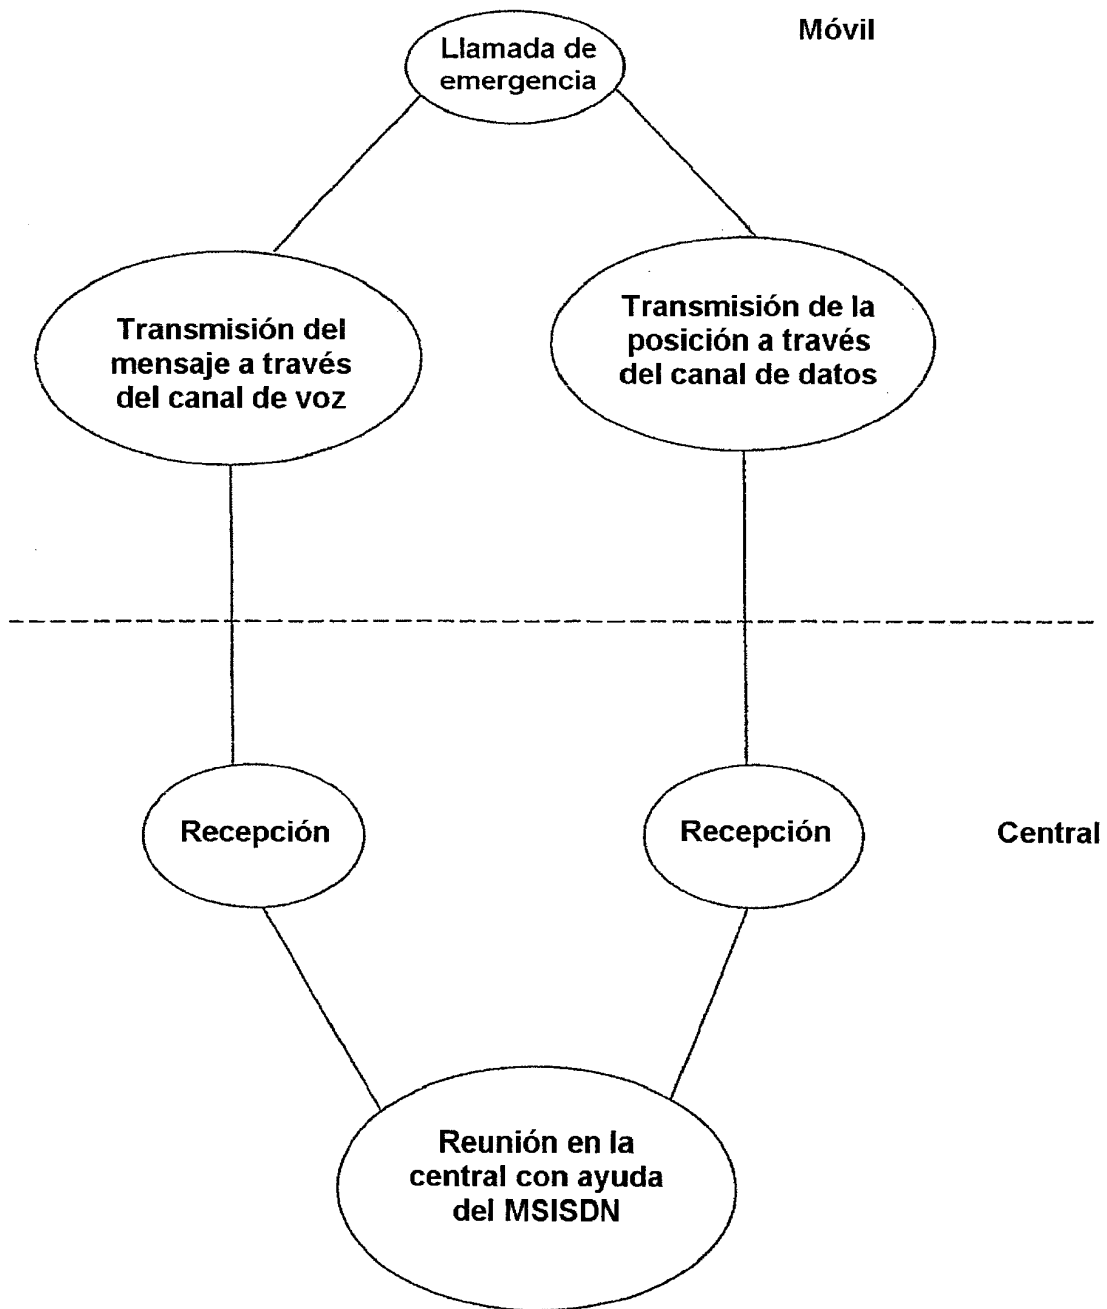 Móvil
Llamada de
emergencia
Transmisión del
mensaje a través
del canal de voz
Transmisión de la
posición a través
del canal de datos
Recepción
Recepción
Central
Reunión en la
central con ayuda
del MSISDN